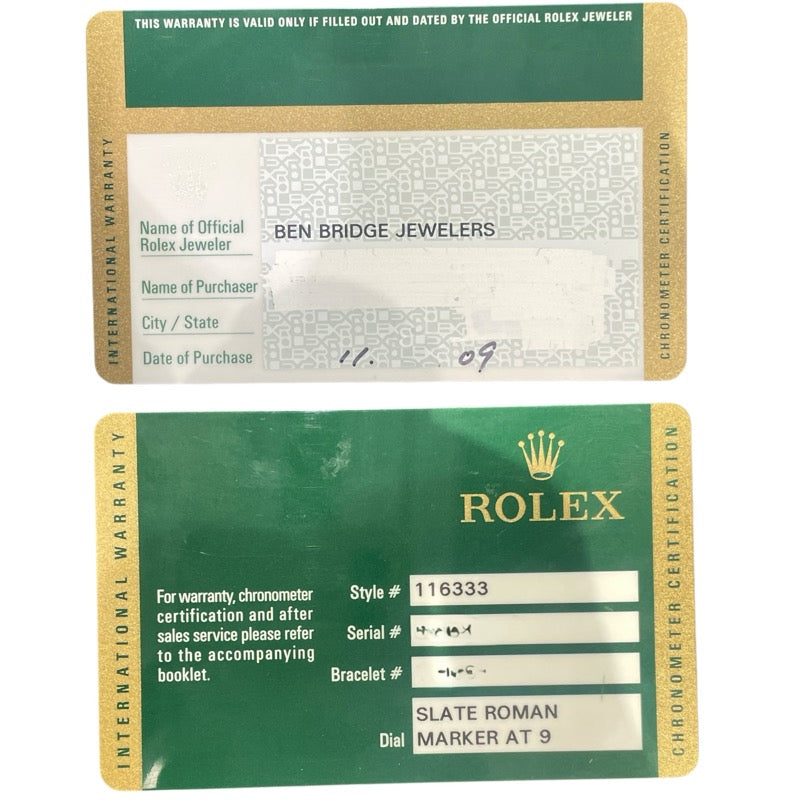 THIS WARRANTY IS VALID ONLY IF FILLED OUT AND DATED BY THE OFFICIAL ROLEX JEWELER
INTERNATIONAL WARRANTY
Name of Official
Rolex Jeweler
BEN BRIDGE JEWELERS
Name of Purchaser
City / State
Date of Purchase
11. 09
CHRONOMETER CERTIFICATION
INTERNATIONAL WARRANTY
ROLEX
For warranty, chronometer
certification and after
sales service please refer
to the accompanying
booklet.
Style # 116333
Serial #
Bracelet #
Dial
SLATE ROMAN
MARKER AT 9
CHRONOMETER CERTIFICATION